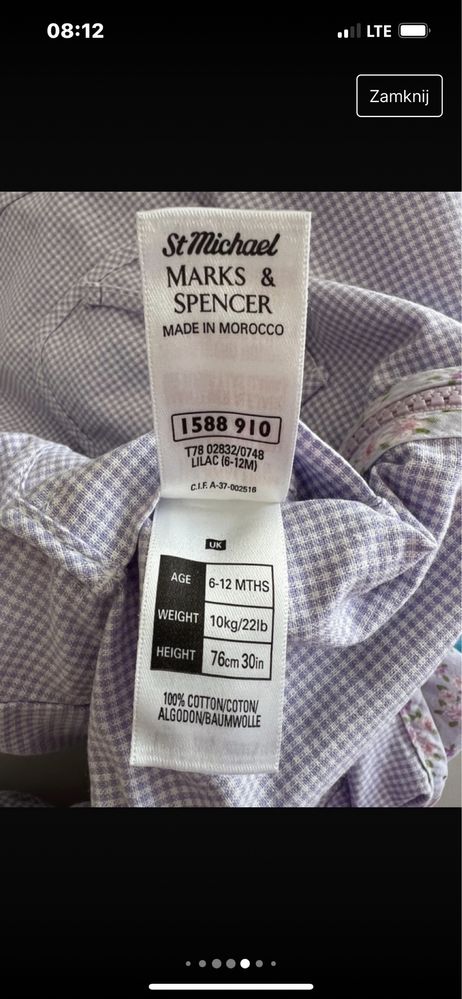 08:12
LTE
Zamknij
St Michael
MARKS &
SPENCER
MADE IN MOROCCO
1588 910
T78 02832/0748
LILAC (6-12M)
C.I.F. A-37-002516
UK
AGE 6-12 MTHS
WEIGHT 10kg/22lb
HEIGHT 76cm 30in
100% COTTON/COTON/
ALGODON/BAUMWOLLE